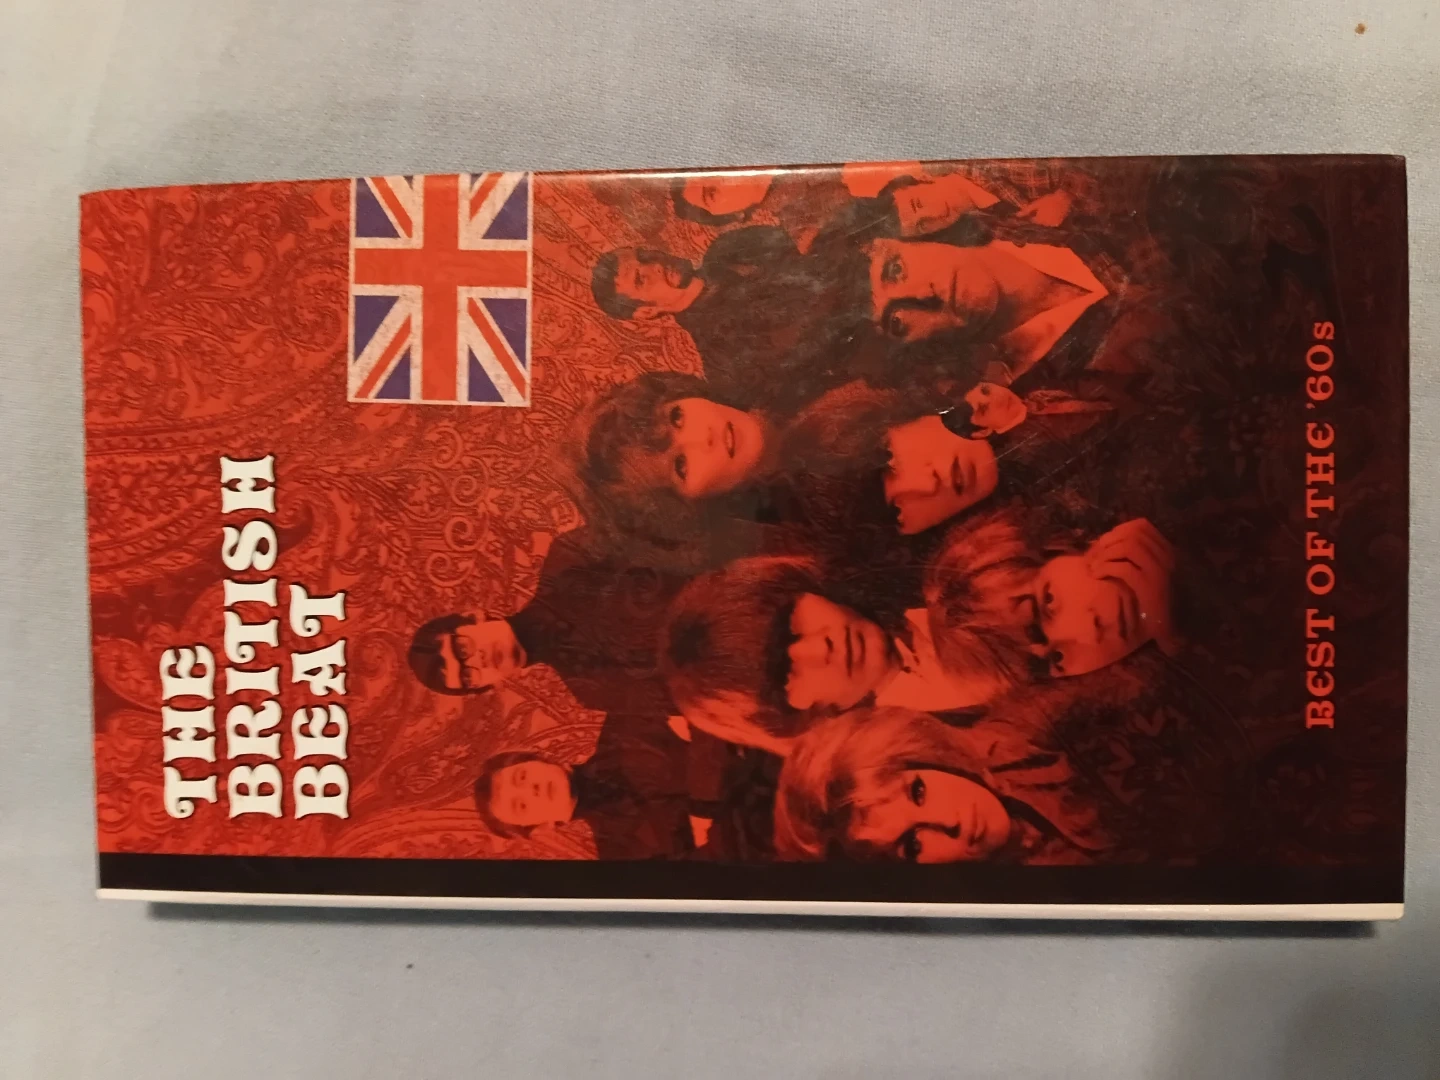 THE
BRITISH
BEAT
BEST OF THE '60s